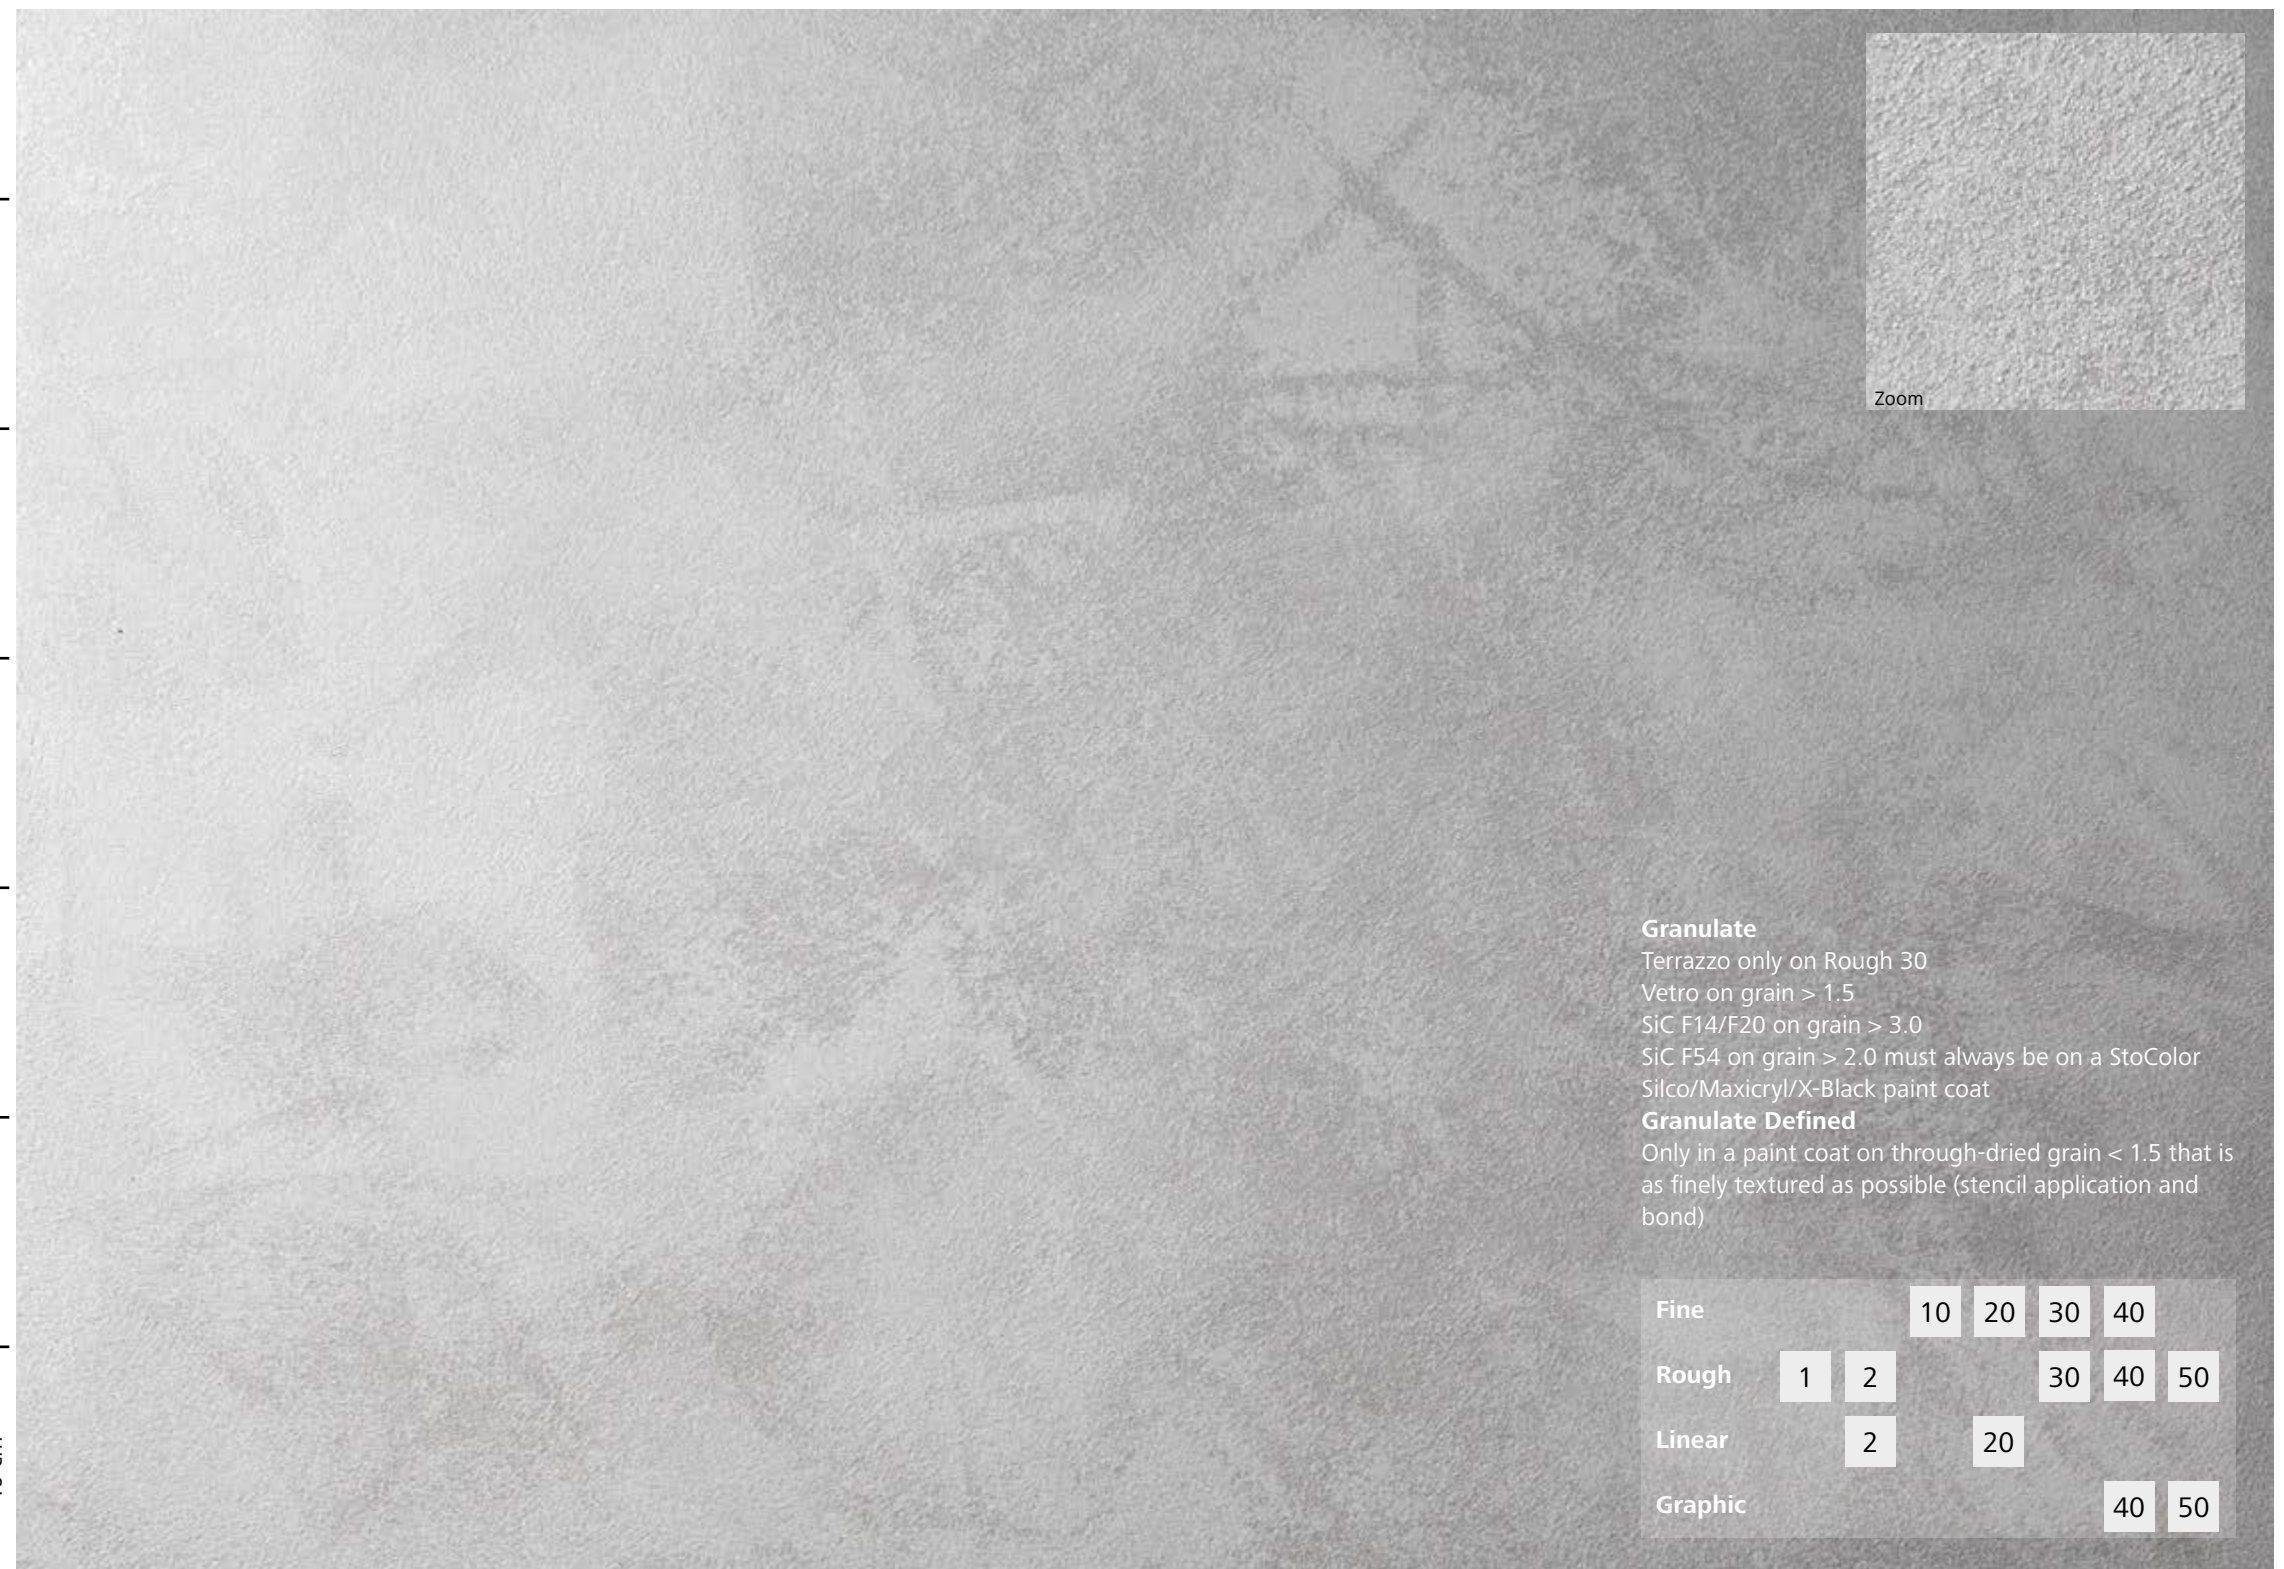 Zoom
Granulate
Terrazzo only on Rough 30
Vetro on grain > 1.5
SiC F14/F20 on grain > 3.0
SiC F54 on grain > 2.0 must always be on a StoColor
Silco/Maxicryl/X-Black paint coat
Granulate Defined
Only in a paint coat on through-dried grain < 1.5 that is
as finely textured as possible (stencil application and
bond)
Fine 10 20 30 40
Rough 1 2 30 40 50
Linear 2 20
Graphic 40 50